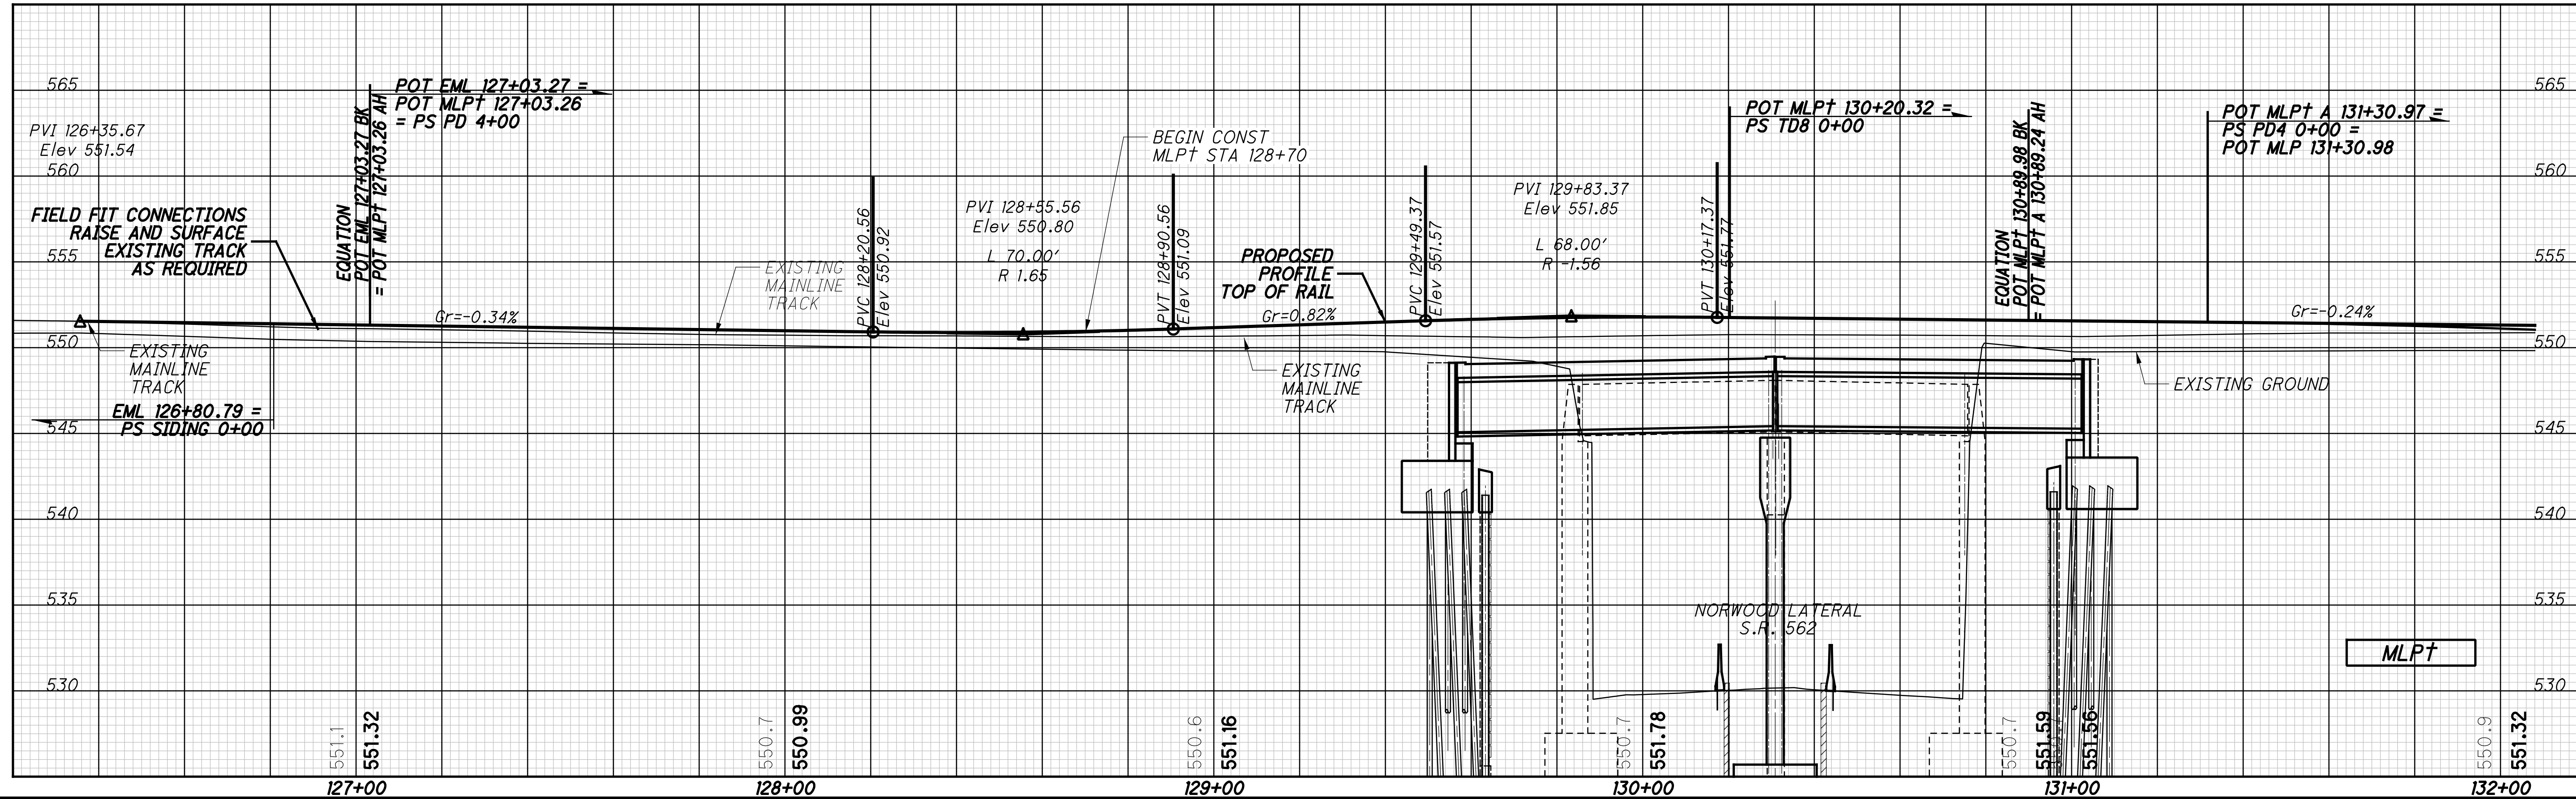 565
560
555
550
545
540
535
530
PVI 126+35.67
Elev 551.54
FIELD FIT CONNECTIONS
RAISE AND SURFACE
EXISTING TRACK
AS REQUIRED
EQUATION
POT EML 127+03.27 BK
= POT MLP† 127+03.26 AH
POT EML 127+03.27 =
POT MLP† 127+03.26
= PS PD 4+00
EXISTING
MAINLINE
TRACK
EML 126+80.79 =
PS SIDING 0+00
Gr=-0.34%
EXISTING
MAINLINE
TRACK
PVC 128+20.56
Elev 550.92
PVI 128+55.56
Elev 550.80
L 70.00'
R 1.65
BEGIN CONST
MLP† STA 128+70
PVT 128+90.56
Elev 551.09
PROPOSED
PROFILE
TOP OF RAIL
Gr=0.82%
EXISTING
MAINLINE
TRACK
PVC 129+49.37
Elev 551.57
PVI 129+83.37
Elev 551.85
L 68.00'
R -1.56
PVT 130+17.37
Elev 551.77
POT MLP† 130+20.32 =
PS TD8 0+00
EQUATION
POT MLP† 130+89.98 BK
= POT MLP† A 130+89.24 AH
POT MLP† A 131+30.97 =
PS PD4 0+00 =
POT MLP 131+30.98
Gr=-0.24%
EXISTING GROUND
NORWOOD LATERAL
S.R. 562
MLP†
565
560
555
550
545
540
535
530
551.1
551.32
550.7
550.99
550.6
551.16
550.7
551.78
550.7
551.59
551.56
550.9
551.32
127+00
128+00
129+00
130+00
131+00
132+00